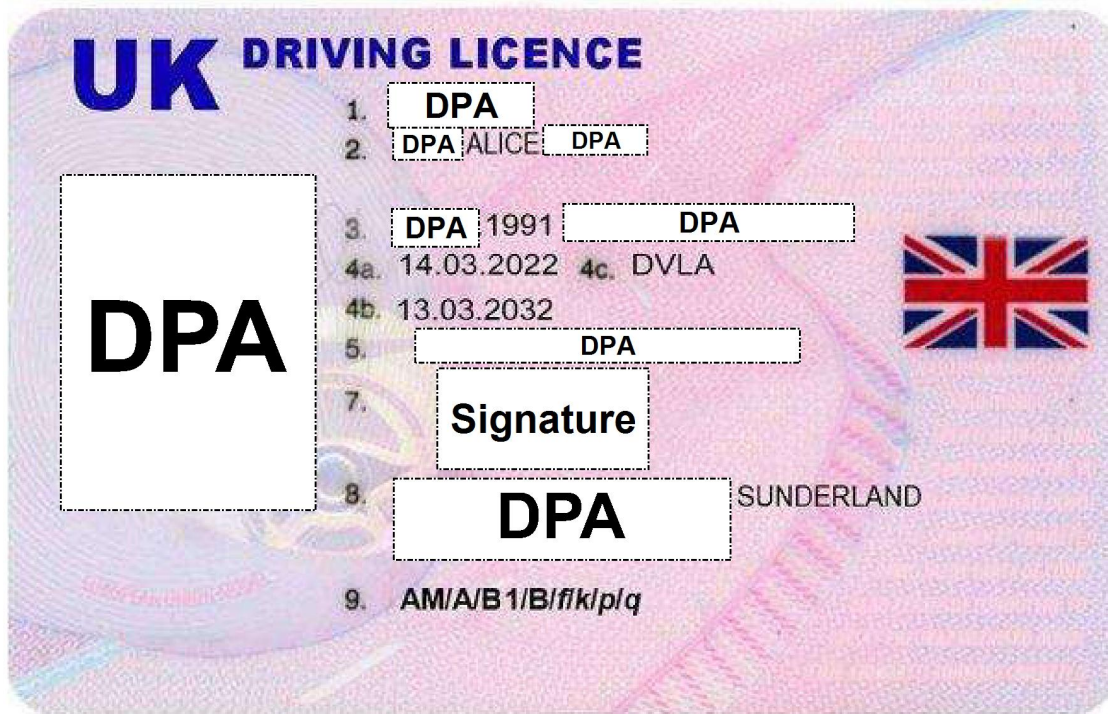 UK DRIVING LICENCE
1. DPA
2. DPA ALICE DPA
3. DPA 1991 DPA
4a. 14.03.2022 4c. DVLA
4b. 13.03.2032
5. DPA
7. Signature
DPA
8. DPA SUNDERLAND
9. AM/A/B1/B/f/k/p/q